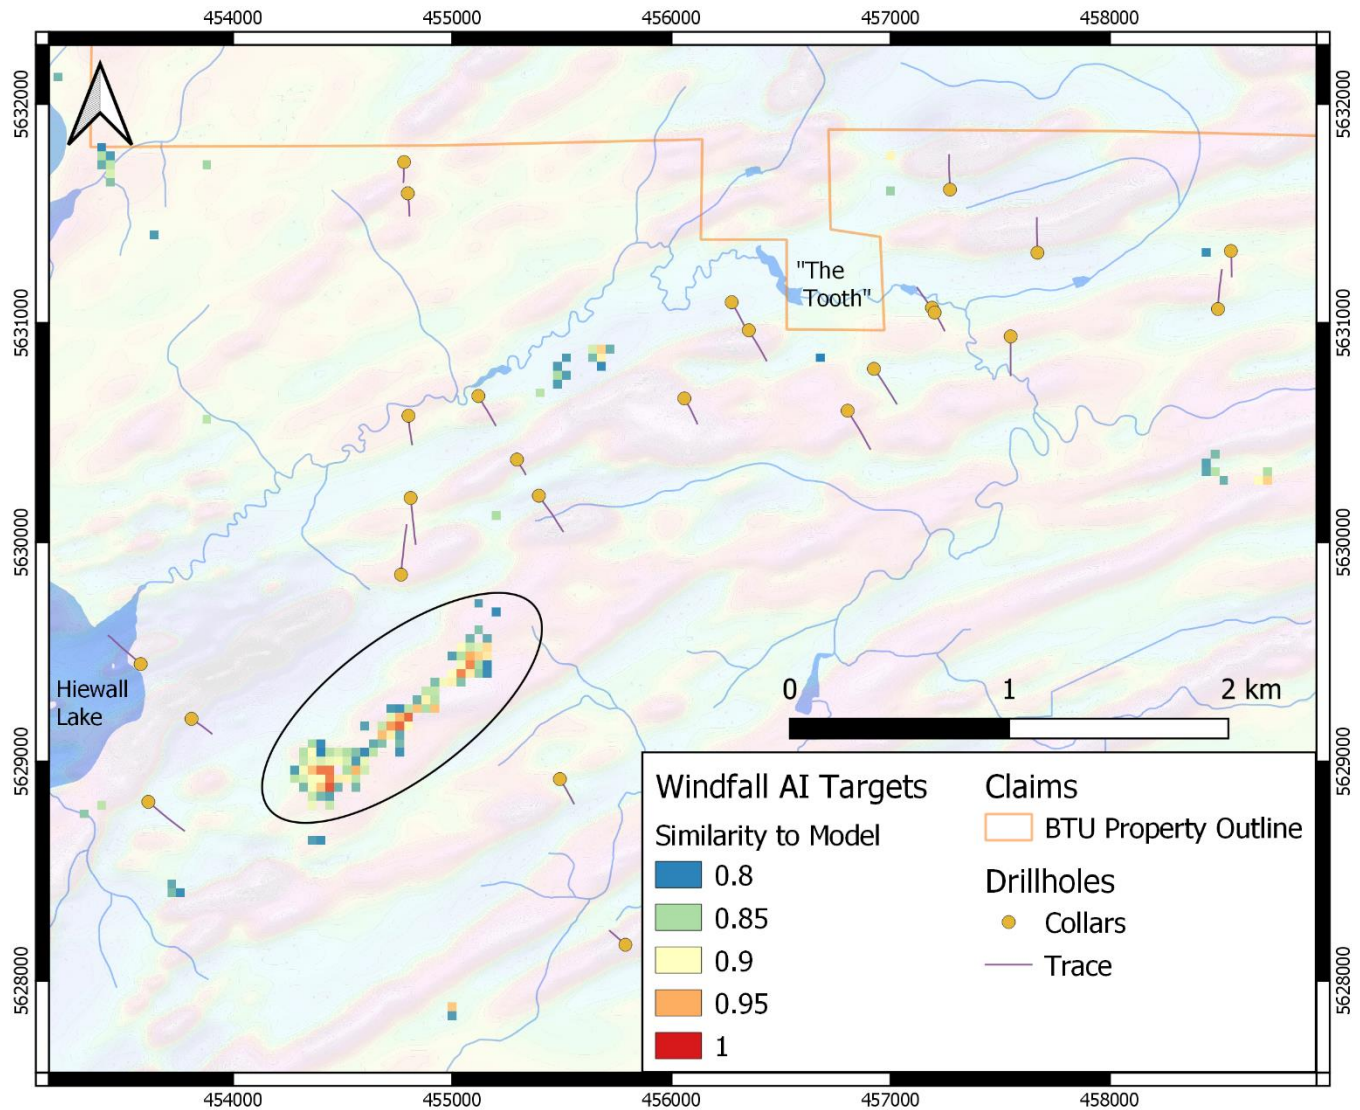 454000 455000 456000 457000 458000
5632000 5632000
"The
Tooth"
5631000 5631000
5630000 5630000
Hiewall
Lake
0 1 2 km
5629000 5629000
Windfall AI Targets
Similarity to Model
0.8
0.85
0.9
0.95
1
Claims
BTU Property Outline
Drillholes
Collars
Trace
5628000 5628000
454000 455000 456000 457000 458000